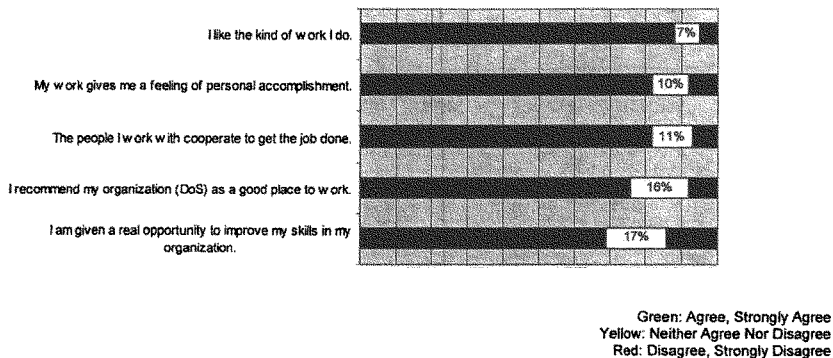 I like the kind of work I do.
7%
My work gives me a feeling of personal accomplishment.
10%
The people I work with cooperate to get the job done.
11%
I recommend my organization (DoS) as a good place to work.
16%
I am given a real opportunity to improve my skills in my
organization.
17%
Green: Agree, Strongly Agree
Yellow: Neither Agree Nor Disagree
Red: Disagree, Strongly Disagree